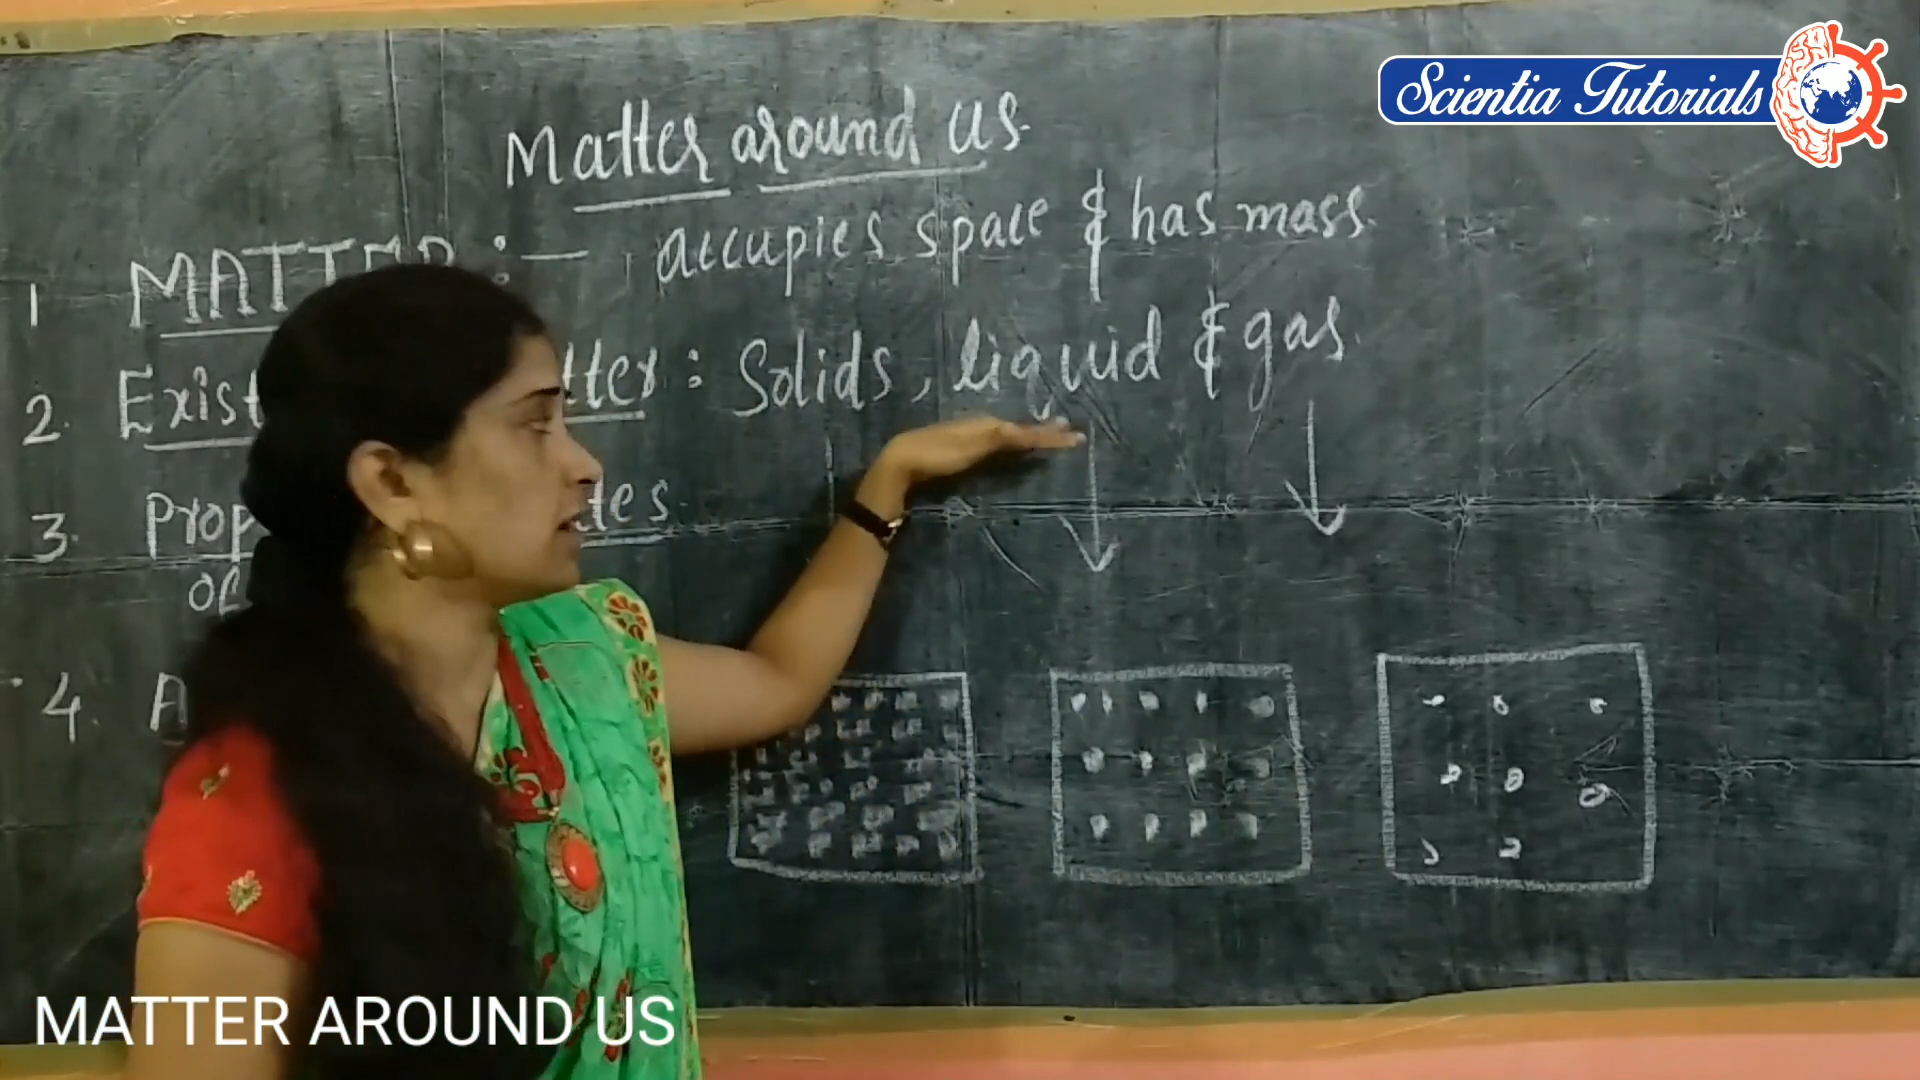 Scientia Tutorials
Matter around us.
1 MATTER :— occupies space & has mass.
2. Exist tter : Solids, liquid & gas.
3. Prop tes.
of
4. A
MATTER AROUND US